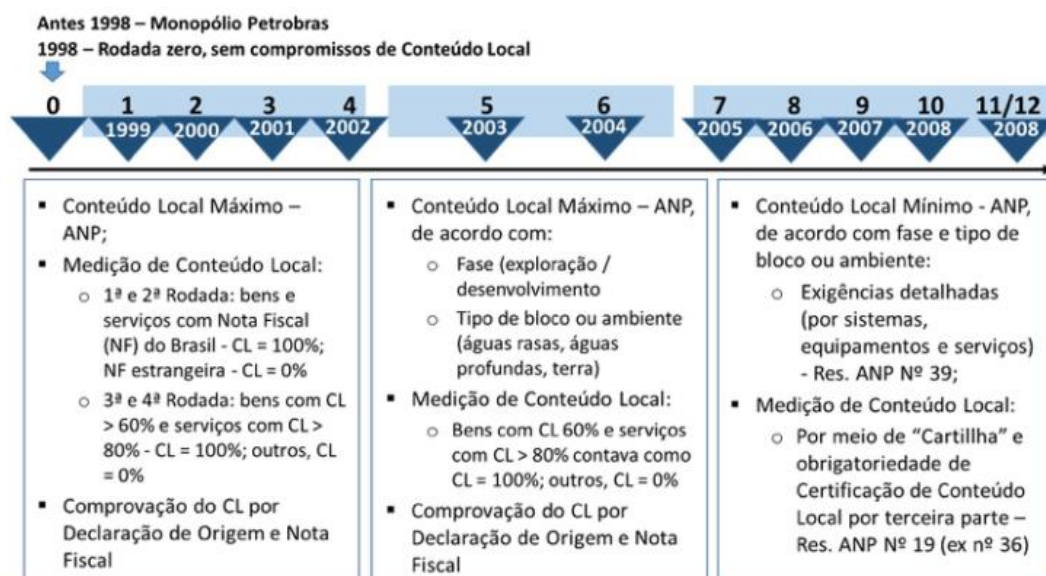 Antes 1998 – Monopólio Petrobras
1998 – Rodada zero, sem compromissos de Conteúdo Local
0 1 2 3 4 5 6 7 8 9 10 11/12
1999 2000 2001 2002 2003 2004 2005 2006 2007 2008 2008
▪ Conteúdo Local Máximo –
ANP;
▪ Medição de Conteúdo Local:
o 1ª e 2ª Rodada: bens e
serviços com Nota Fiscal
(NF) do Brasil - CL = 100%;
NF estrangeira - CL = 0%
o 3ª e 4ª Rodada: bens com CL
> 60% e serviços com CL >
80% - CL = 100%; outros, CL
= 0%
▪ Comprovação do CL por
Declaração de Origem e Nota
Fiscal
▪ Conteúdo Local Máximo – ANP,
de acordo com:
o Fase (exploração /
desenvolvimento
o Tipo de bloco ou ambiente
(águas rasas, águas
profundas, terra)
▪ Medição de Conteúdo Local:
o Bens com CL 60% e serviços
com CL > 80% contava como
CL = 100%; outros, CL = 0%
▪ Comprovação do CL por
Declaração de Origem e Nota
Fiscal
▪ Conteúdo Local Mínimo - ANP,
de acordo com fase e tipo de
bloco ou ambiente:
o Exigências detalhadas
(por sistemas,
equipamentos e serviços)
- Res. ANP Nº 39;
▪ Medição de Conteúdo Local:
o Por meio de “Cartillha” e
obrigatoriedade de
Certificação de Conteúdo
Local por terceira parte –
Res. ANP Nº 19 (ex nº 36)